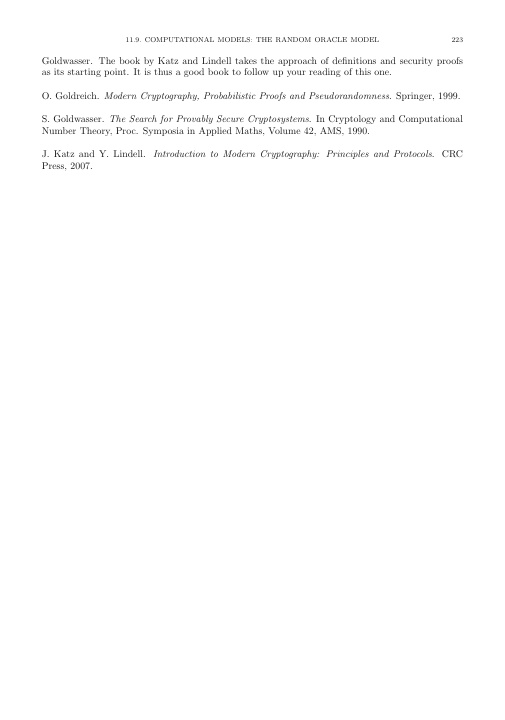 11.9. COMPUTATIONAL MODELS: THE RANDOM ORACLE MODEL 223
Goldwasser. The book by Katz and Lindell takes the approach of definitions and security proofs
as its starting point. It is thus a good book to follow up your reading of this one.
O. Goldreich. Modern Cryptography, Probabilistic Proofs and Pseudorandomness. Springer, 1999.
S. Goldwasser. The Search for Provably Secure Cryptosystems. In Cryptology and Computational
Number Theory, Proc. Symposia in Applied Maths, Volume 42, AMS, 1990.
J. Katz and Y. Lindell. Introduction to Modern Cryptography: Principles and Protocols. CRC
Press, 2007.